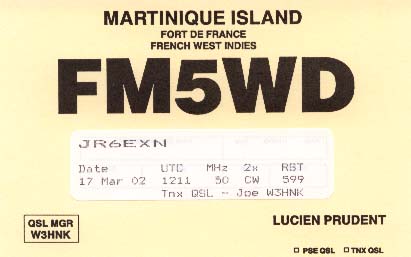 MARTINIQUE ISLAND
FORT DE FRANCE
FRENCH WEST INDIES
FM5WD
JR6EXN
Date UTC MHz 2x RST
17 Mar 02 1211 50 CW 599
Tnx QSL - Joe W3HNK
QSL MGR
W3HNK
LUCIEN PRUDENT
PSE QSL TNX QSL